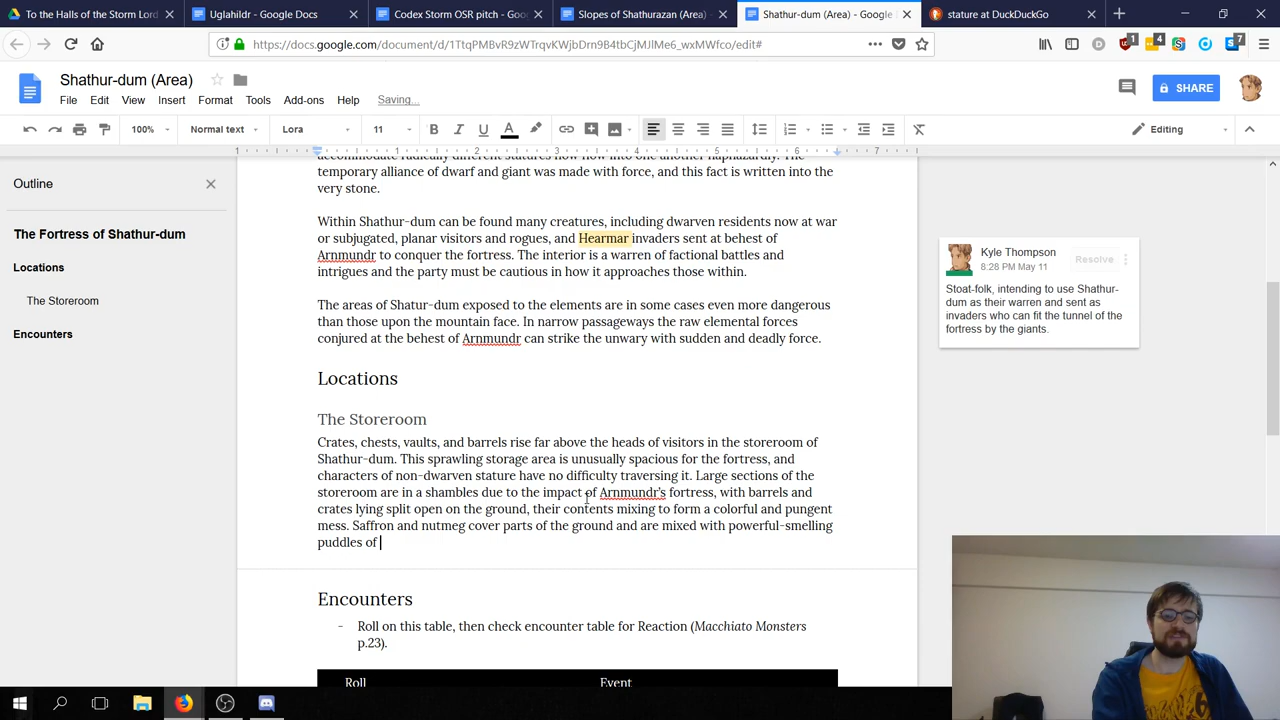 To the Halls of the Storm Lord
Uglahildr - Google Docs
Codex Storm OSR pitch - Goo
Slopes of Shathurazan (Area) -
Shathur-dum (Area) - Google
stature at DuckDuckGo
https://docs.google.com/document/
edit#
1
4
7
Shathur-dum (Area)
File Edit View Insert Format Tools Add-ons Help Saving...
SHARE
100% Normal text Lora 11 Editing
1 1 2 3 4 5 6 7
Outline
The Fortress of Shathur-dum
Locations
The Storeroom
Encounters
temporary alliance of dwarf and giant was made with force, and this fact is written into the
very stone.
Within Shathur-dum can be found many creatures, including dwarven residents now at war
or subjugated, planar visitors and rogues, and Hearmar invaders sent at behest of
Arnmundr to conquer the fortress. The interior is a warren of factional battles and
intrigues and the party must be cautious in how it approaches those within.
The areas of Shatur-dum exposed to the elements are in some cases even more dangerous
than those upon the mountain face. In narrow passageways the raw elemental forces
conjured at the behest of Arnmundr can strike the unwary with sudden and deadly force.
Locations
The Storeroom
Crates, chests, vaults, and barrels rise far above the heads of visitors in the storeroom of
Shathur-dum. This sprawling storage area is unusually spacious for the fortress, and
characters of non-dwarven stature have no difficulty traversing it. Large sections of the
storeroom are in a shambles due to the impact of Arnmundr's fortress, with barrels and
crates lying split open on the ground, their contents mixing to form a colorful and pungent
mess. Saffron and nutmeg cover parts of the ground and are mixed with powerful-smelling
puddles of
Encounters
- Roll on this table, then check encounter table for Reaction (Macchiato Monsters
p.23).
Roll Event
Kyle Thompson
8:28 PM May 11
Resolve
Stoat-folk, intending to use Shathur-
dum as their warren and sent as
invaders who can fit the tunnel of the
fortress by the giants.